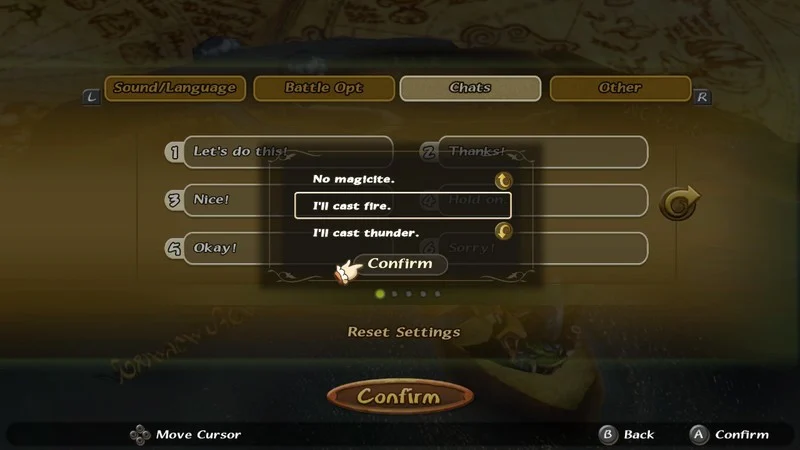 L
Sound/Language
Battle Opt
Chats
Other
R
1 Let's do this!
2 Thanks!
3 Nice!
4 Hold on
5 Okay!
6 Sorry!
No magicite.
I'll cast fire.
I'll cast thunder.
Confirm
Reset Settings
Confirm
Move Cursor
B Back
A Confirm